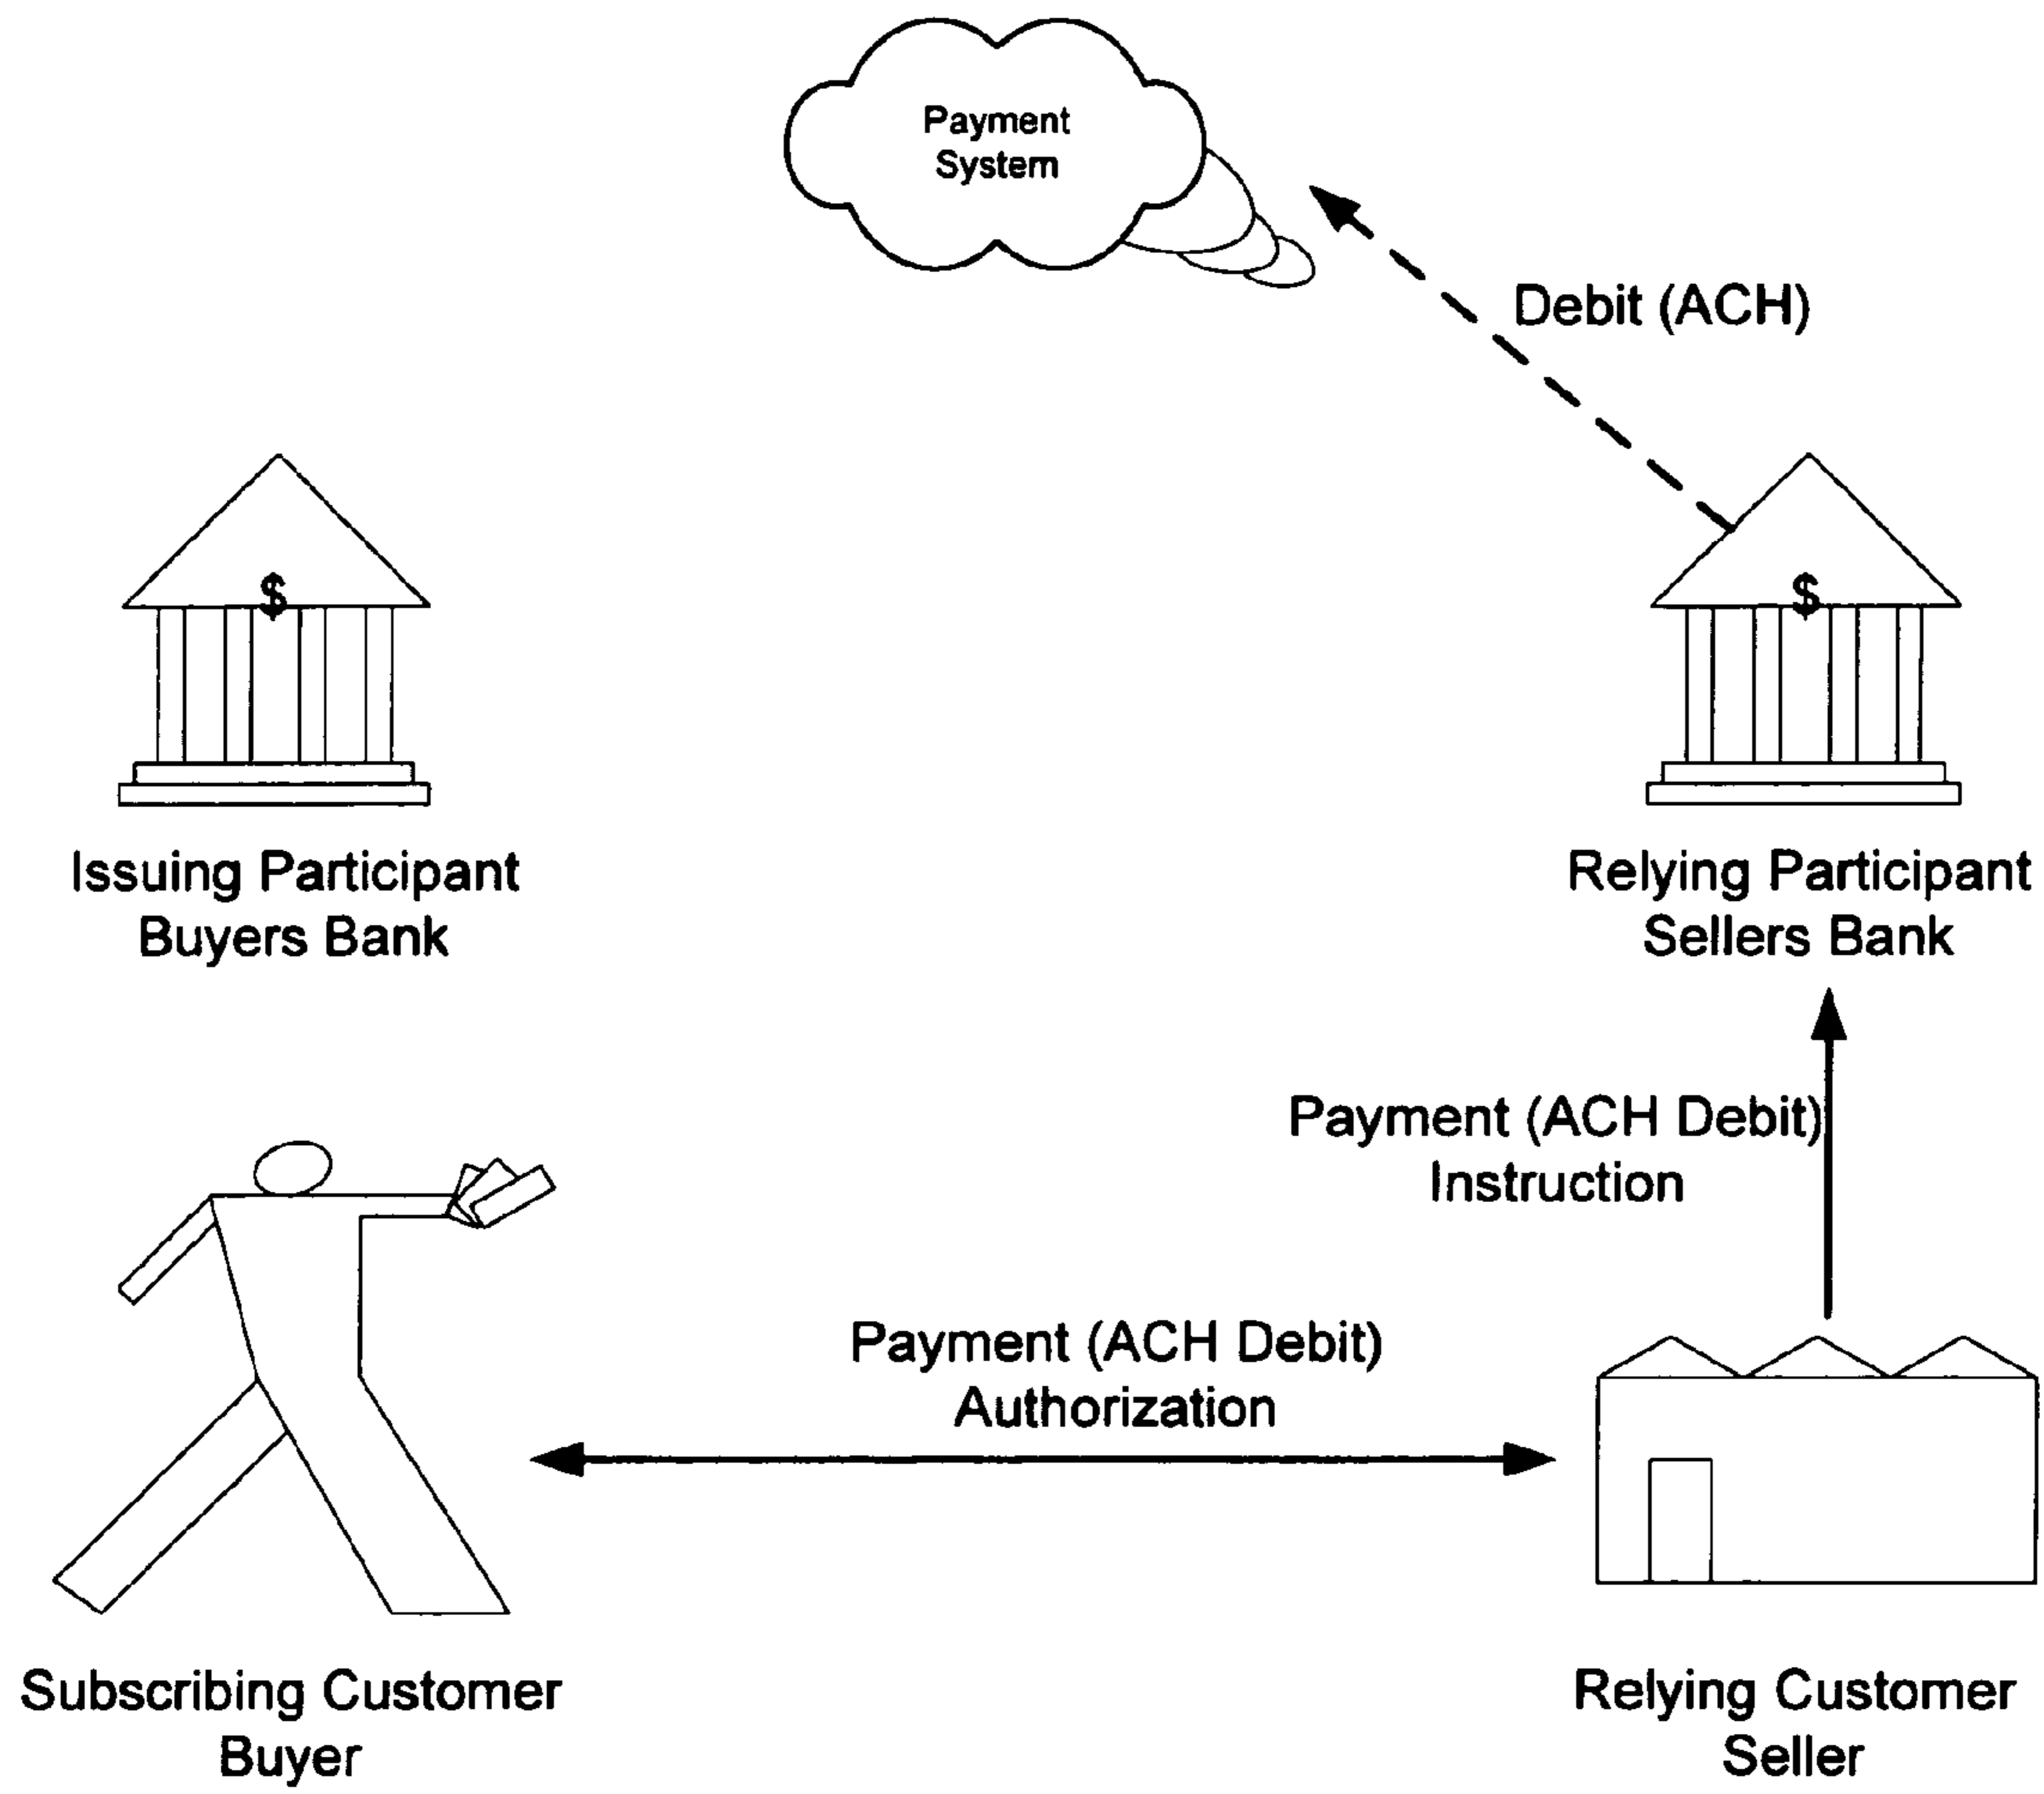 Payment
System
Debit (ACH)
$
$
Issuing Participant
Buyers Bank
Relying Participant
Sellers Bank
Payment (ACH Debit)
Instruction
Payment (ACH Debit)
Authorization
Subscribing Customer
Buyer
Relying Customer
Seller